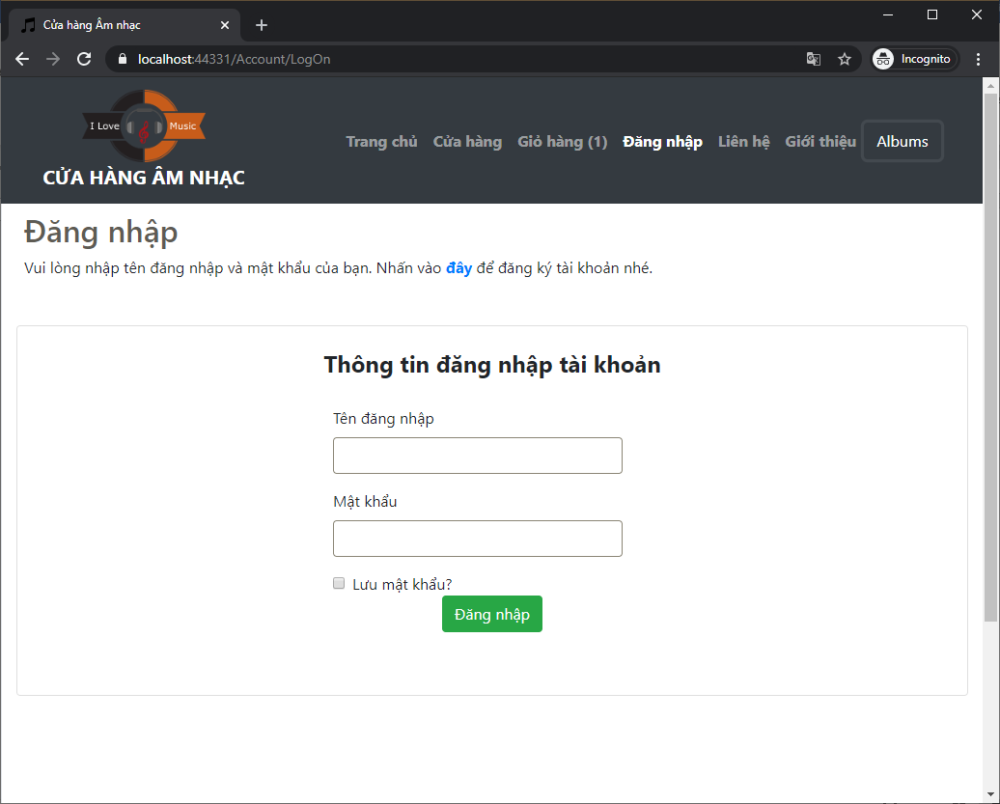 Cửa hàng Âm nhạc
localhost:44331/Account/LogOn
Incognito
I Love Music
CỬA HÀNG ÂM NHẠC
Trang chủ Cửa hàng Giỏ hàng (1) Đăng nhập Liên hệ Giới thiệu Albums
Đăng nhập
Vui lòng nhập tên đăng nhập và mật khẩu của bạn. Nhấn vào đây để đăng ký tài khoản nhé.
Thông tin đăng nhập tài khoản
Tên đăng nhập
Mật khẩu
Lưu mật khẩu?
Đăng nhập